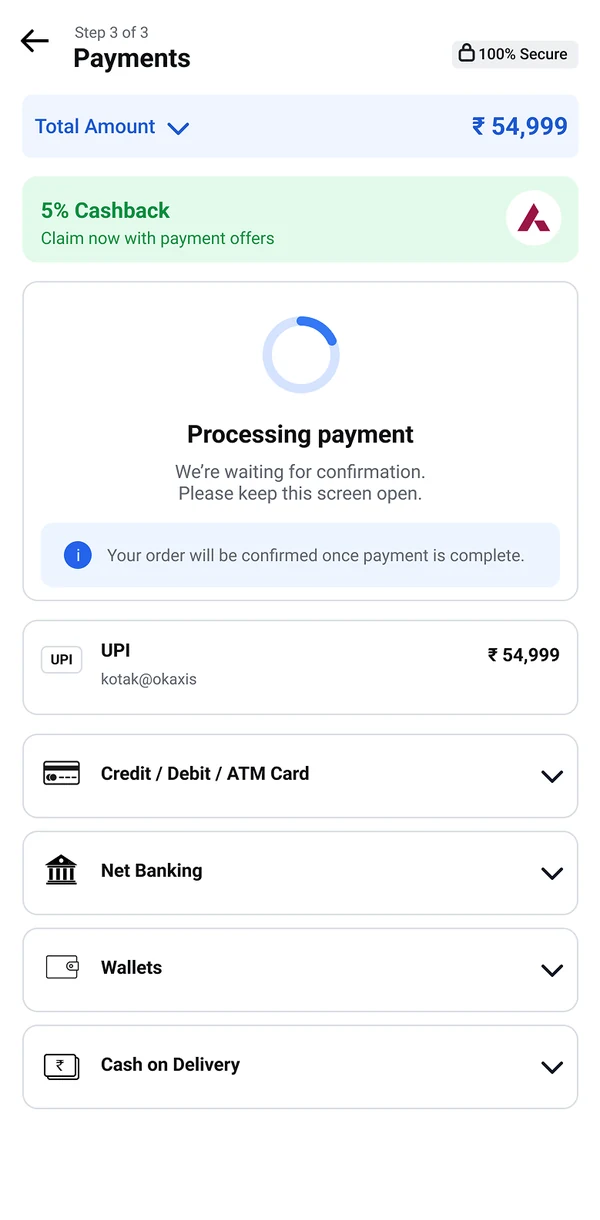 Step 3 of 3
Payments
100% Secure
Total Amount
₹ 54,999
5% Cashback
Claim now with payment offers
Processing payment
We’re waiting for confirmation.
Please keep this screen open.
i
Your order will be confirmed once payment is complete.
UPI
UPI
₹ 54,999
kotak@okaxis
Credit / Debit / ATM Card
Net Banking
Wallets
₹
Cash on Delivery